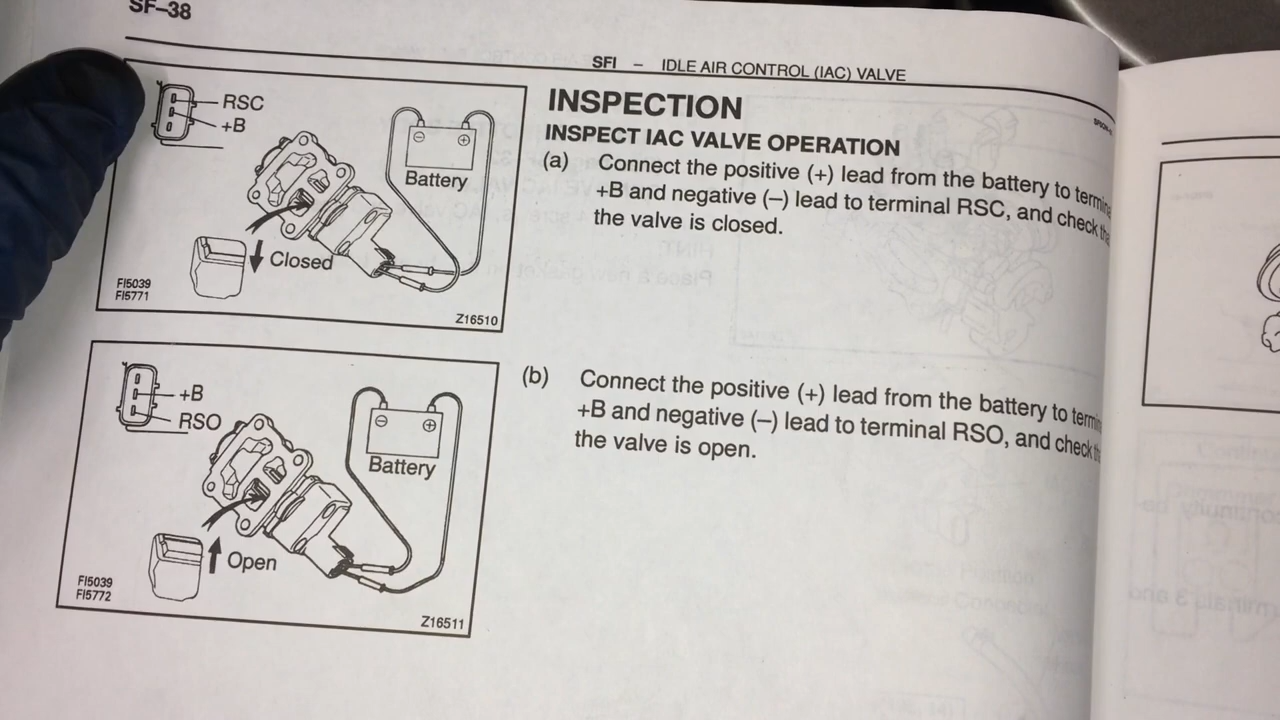 SF–38
SFI – IDLE AIR CONTROL (IAC) VALVE
RSC
+B
Battery
Closed
FI5039
FI5771
Z16510
INSPECTION
INSPECT IAC VALVE OPERATION
(a) Connect the positive (+) lead from the battery to
+B and negative (–) lead to terminal RSC, and check
the valve is closed.
+B
RSO
Battery
Open
FI5039
FI5772
Z16511
(b) Connect the positive (+) lead from the battery to
+B and negative (–) lead to terminal RSO, and check
the valve is open.